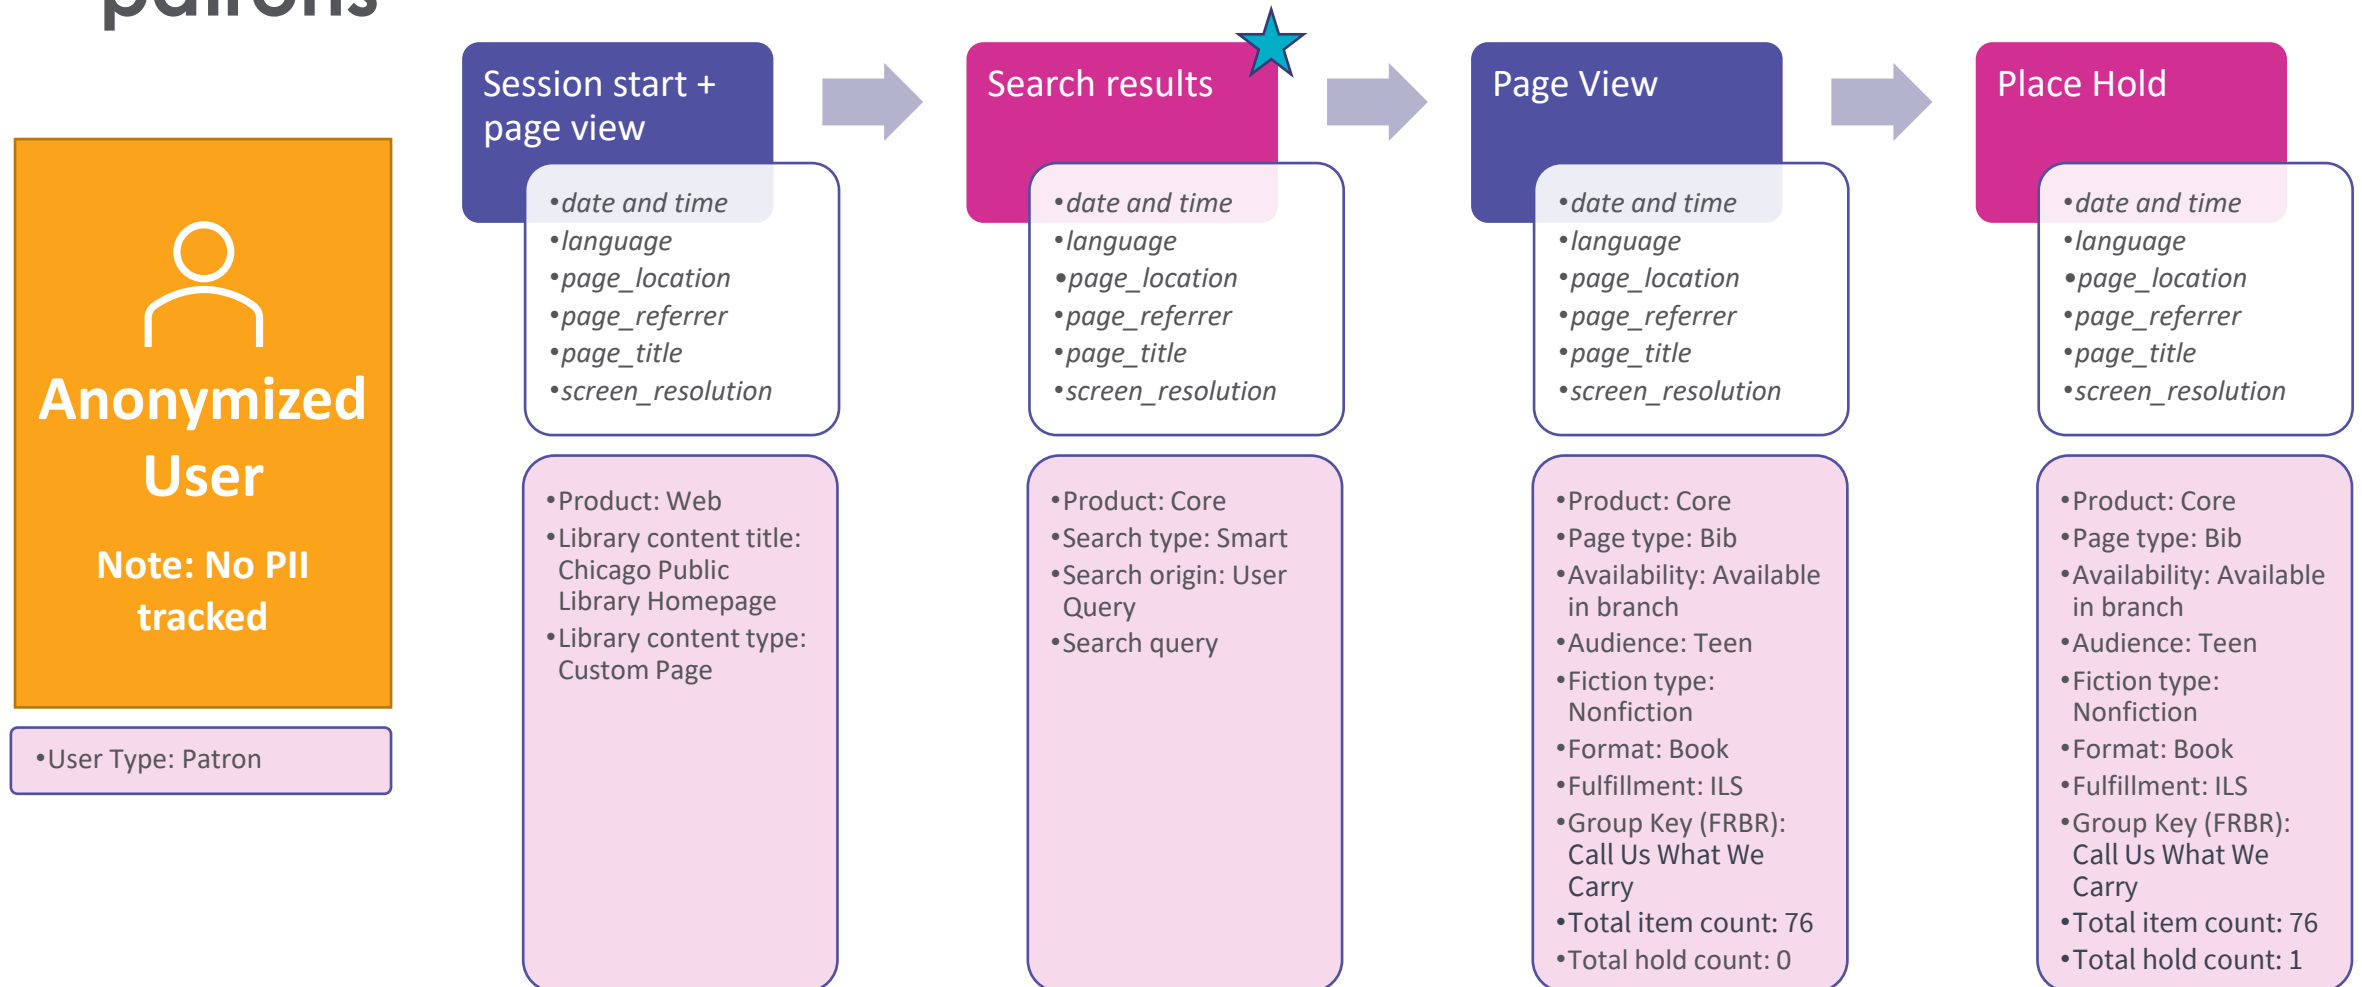 patrons
Anonymized
User
Note: No PII
tracked
•User Type: Patron
Session start +
page view
•date and time
•language
•page_location
•page_referrer
•page_title
•screen_resolution
•Product: Web
•Library content title:
Chicago Public
Library Homepage
•Library content type:
Custom Page
Search results
•date and time
•language
•page_location
•page_referrer
•page_title
•screen_resolution
•Product: Core
•Search type: Smart
•Search origin: User
Query
•Search query
Page View
•date and time
•language
•page_location
•page_referrer
•page_title
•screen_resolution
•Product: Core
•Page type: Bib
•Availability: Available
in branch
•Audience: Teen
•Fiction type:
Nonfiction
•Format: Book
•Fulfillment: ILS
•Group Key (FRBR):
Call Us What We
Carry
•Total item count: 76
•Total hold count: 0
Place Hold
•date and time
•language
•page_location
•page_referrer
•page_title
•screen_resolution
•Product: Core
•Page type: Bib
•Availability: Available
in branch
•Audience: Teen
•Fiction type:
Nonfiction
•Format: Book
•Fulfillment: ILS
•Group Key (FRBR):
Call Us What We
Carry
•Total item count: 76
•Total hold count: 1